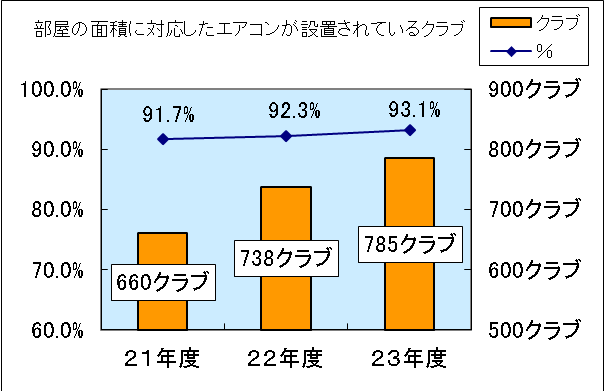 部屋の面積に対応したエアコンが設置されているクラブ
クラブ
％
100.0%
90.0%
80.0%
70.0%
60.0%
91.7%
92.3%
93.1%
660クラブ
738クラブ
785クラブ
900クラブ
800クラブ
700クラブ
600クラブ
500クラブ
２１年度
２２年度
２３年度